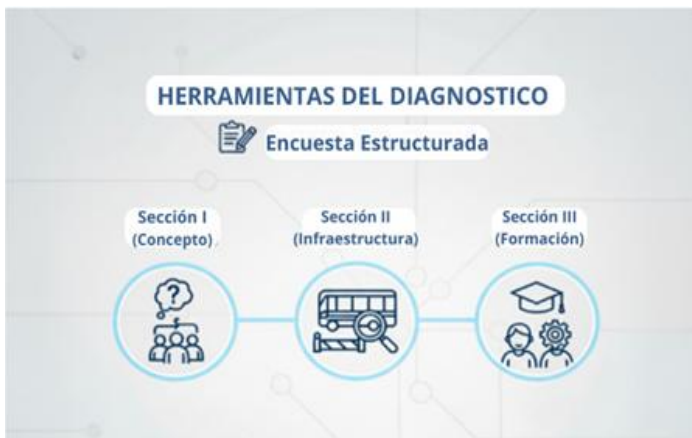 HERRAMIENTAS DEL DIAGNOSTICO
Encuesta Estructurada
Sección I
(Concepto)
Sección II
(Infraestructura)
Sección III
(Formación)
?